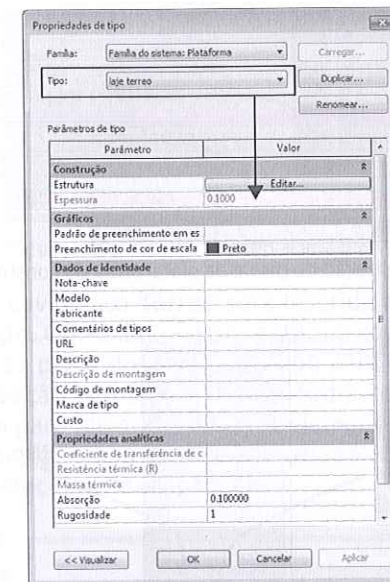 Propriedades de tipo
Família: Família do sistema: Plataforma Carregar...
Tipo: laje terreo Duplicar...
Renomear...
Parâmetros de tipo
Parâmetro Valor
Construção
Estrutura Editar...
Espessura 0.1000
Gráficos
Padrão de preenchimento em es
Preenchimento de cor de escala Preto
Dados de identidade
Nota-chave
Modelo
Fabricante
Comentários de tipos
URL
Descrição
Descrição de montagem
Código de montagem
Marca de tipo
Custo
Propriedades analíticas
Coeficiente de transferência de c
Resistência térmica (R)
Massa térmica
Absorção 0.100000
Rugosidade 1
<< Visualizar OK Cancelar Aplicar